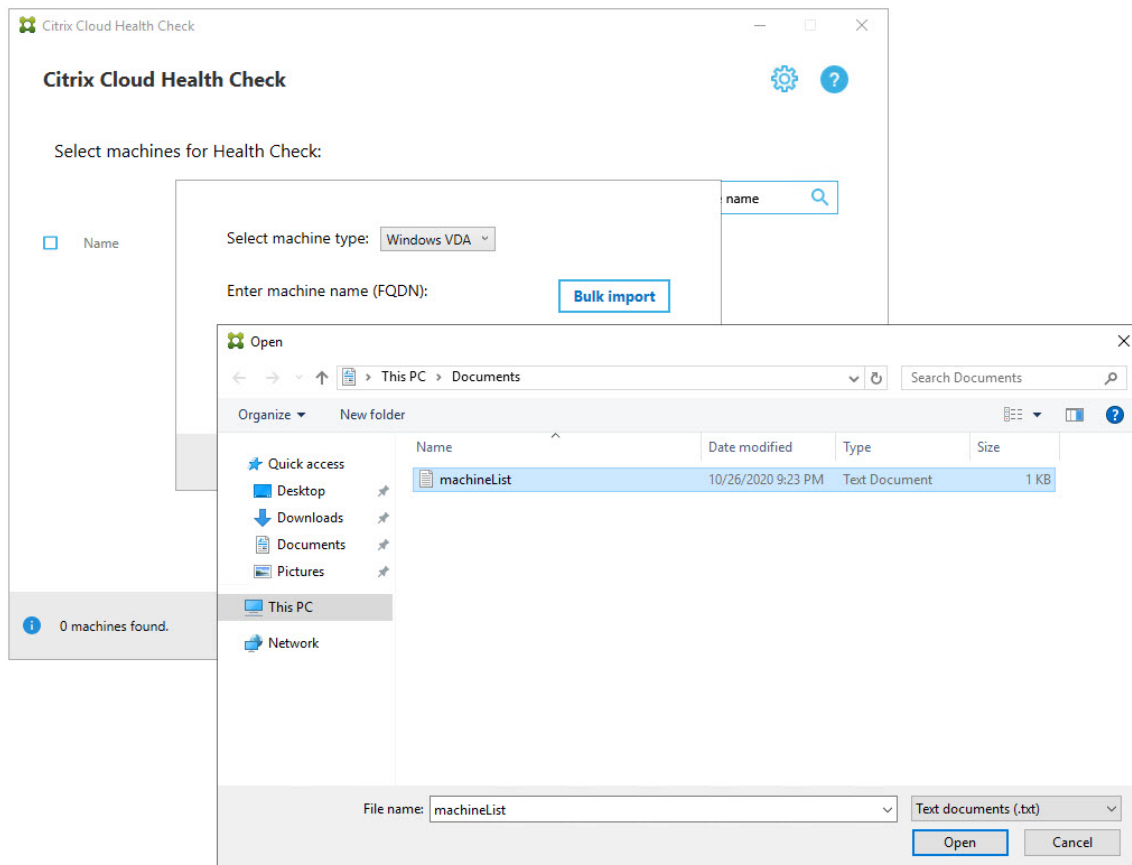 Citrix Cloud Health Check
Citrix Cloud Health Check
?
Select machines for Health Check:
name
Name
Select machine type: Windows VDA
Enter machine name (FQDN):
Bulk import
i 0 machines found.
Open
This PC > Documents
Search Documents
Organize New folder
?
Name Date modified Type Size
Quick access
machineList 10/26/2020 9:23 PM Text Document 1 KB
Desktop
Downloads
Documents
Pictures
This PC
Network
File name: machineList Text documents (.txt)
Open Cancel